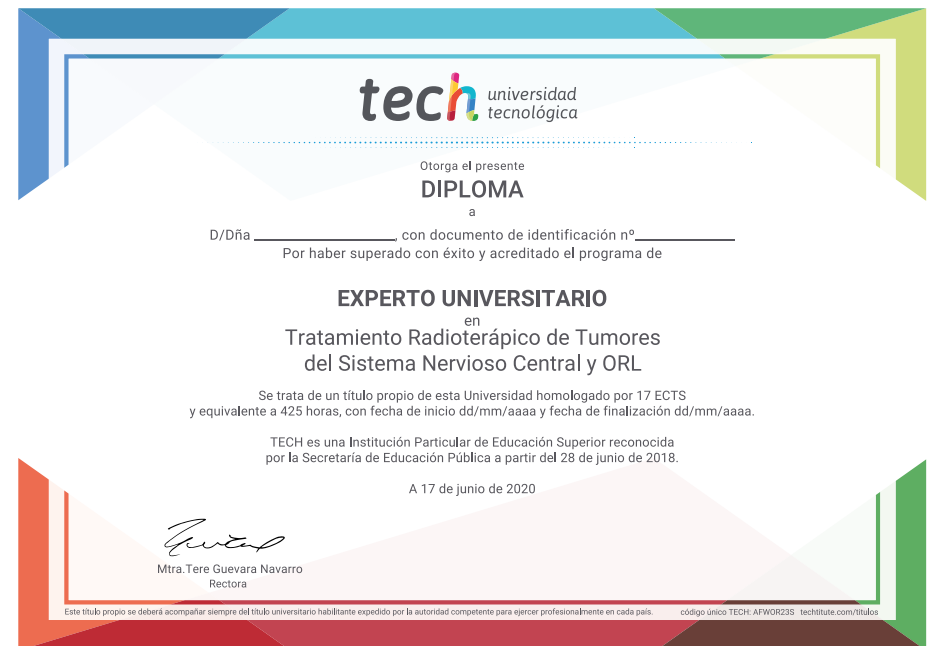 tech universidad
tecnológica
Otorga el presente
DIPLOMA
a
D/Dña ____________________, con documento de identificación nº______________
Por haber superado con éxito y acreditado el programa de
EXPERTO UNIVERSITARIO
en
Tratamiento Radioterápico de Tumores
del Sistema Nervioso Central y ORL
Se trata de un título propio de esta Universidad homologado por 17 ECTS
y equivalente a 425 horas, con fecha de inicio dd/mm/aaaa y fecha de finalización dd/mm/aaaa.
TECH es una Institución Particular de Educación Superior reconocida
por la Secretaría de Educación Pública a partir del 28 de junio de 2018.
A 17 de junio de 2020
Mtra.Tere Guevara Navarro
Rectora
Este título propio se deberá acompañar siempre del título universitario habilitante expedido por la autoridad competente para ejercer profesionalmente en cada país. código único TECH: AFWOR23S techtitute.com/titulos